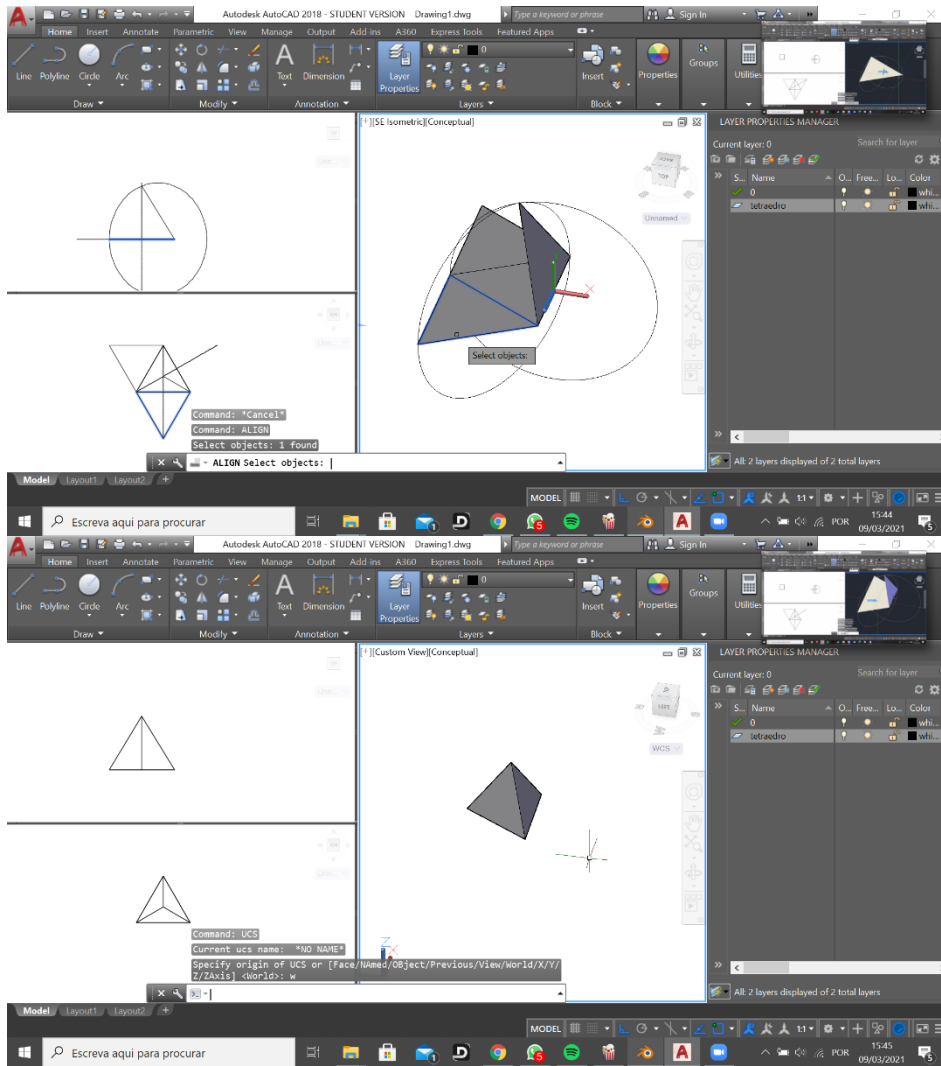 Autodesk AutoCAD 2018 - STUDENT VERSION Drawing1.dwg
Type a keyword or phrase
Sign In
Home Insert Annotate Parametric View Manage Output Add-ins A360 Express Tools Featured Apps
Line Polyline Circle Arc
Text Dimension
Layer
Properties
Insert
Properties
Groups
Utilities
Draw
Modify
Annotation
Layers
Block
[+][SE Isometric][Conceptual]
TOP
Unnamed
Select objects:
Command: *Cancel*
Command: ALIGN
Select objects: 1 found
ALIGN Select objects:
LAYER PROPERTIES MANAGER
Current layer: 0
Search for layer
S... Name O... Free... Lo... Color
0 whi...
tetraedro whi...
All: 2 layers displayed of 2 total layers
Model Layout1 Layout2 +
MODEL
1:1
Escreva aqui para procurar
POR
15:44
09/03/2021
Autodesk AutoCAD 2018 - STUDENT VERSION Drawing1.dwg
Type a keyword or phrase
Sign In
Home Insert Annotate Parametric View Manage Output Add-ins A360 Express Tools Featured Apps
Line Polyline Circle Arc
Text Dimension
Layer
Properties
Insert
Properties
Groups
Utilities
Draw
Modify
Annotation
Layers
Block
[+][Custom View][Conceptual]
WCS
Z
X
Command: UCS
Current ucs name: *NO NAME*
Specify origin of UCS or [Face/NAmed/OBject/Previous/View/World/X/Y/
Z/ZAxis] <World>: w
LAYER PROPERTIES MANAGER
Current layer: 0
Search for layer
S... Name O... Free... Lo... Color
0 whi...
tetraedro whi...
All: 2 layers displayed of 2 total layers
Model Layout1 Layout2 +
MODEL
1:1
Escreva aqui para procurar
POR
15:45
09/03/2021